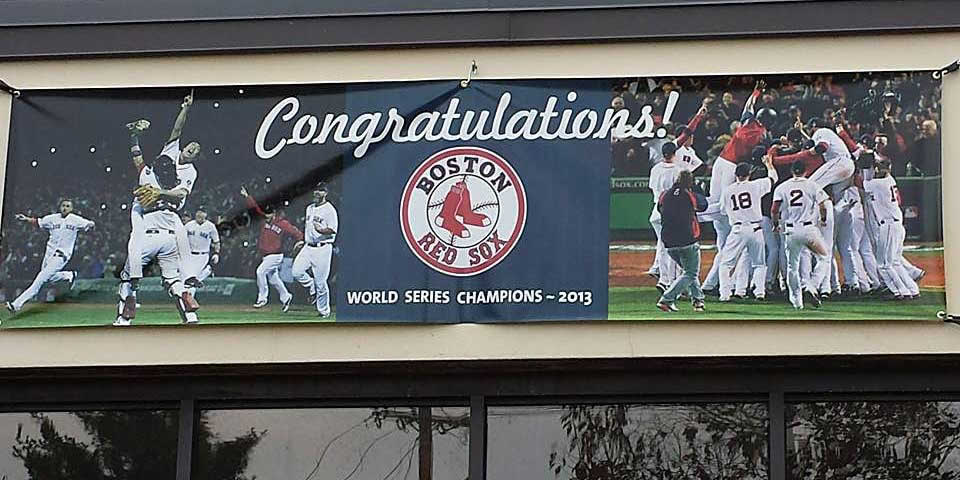 Congratulations!
BOSTON
RED SOX
WORLD SERIES CHAMPIONS ~ 2013
18
2